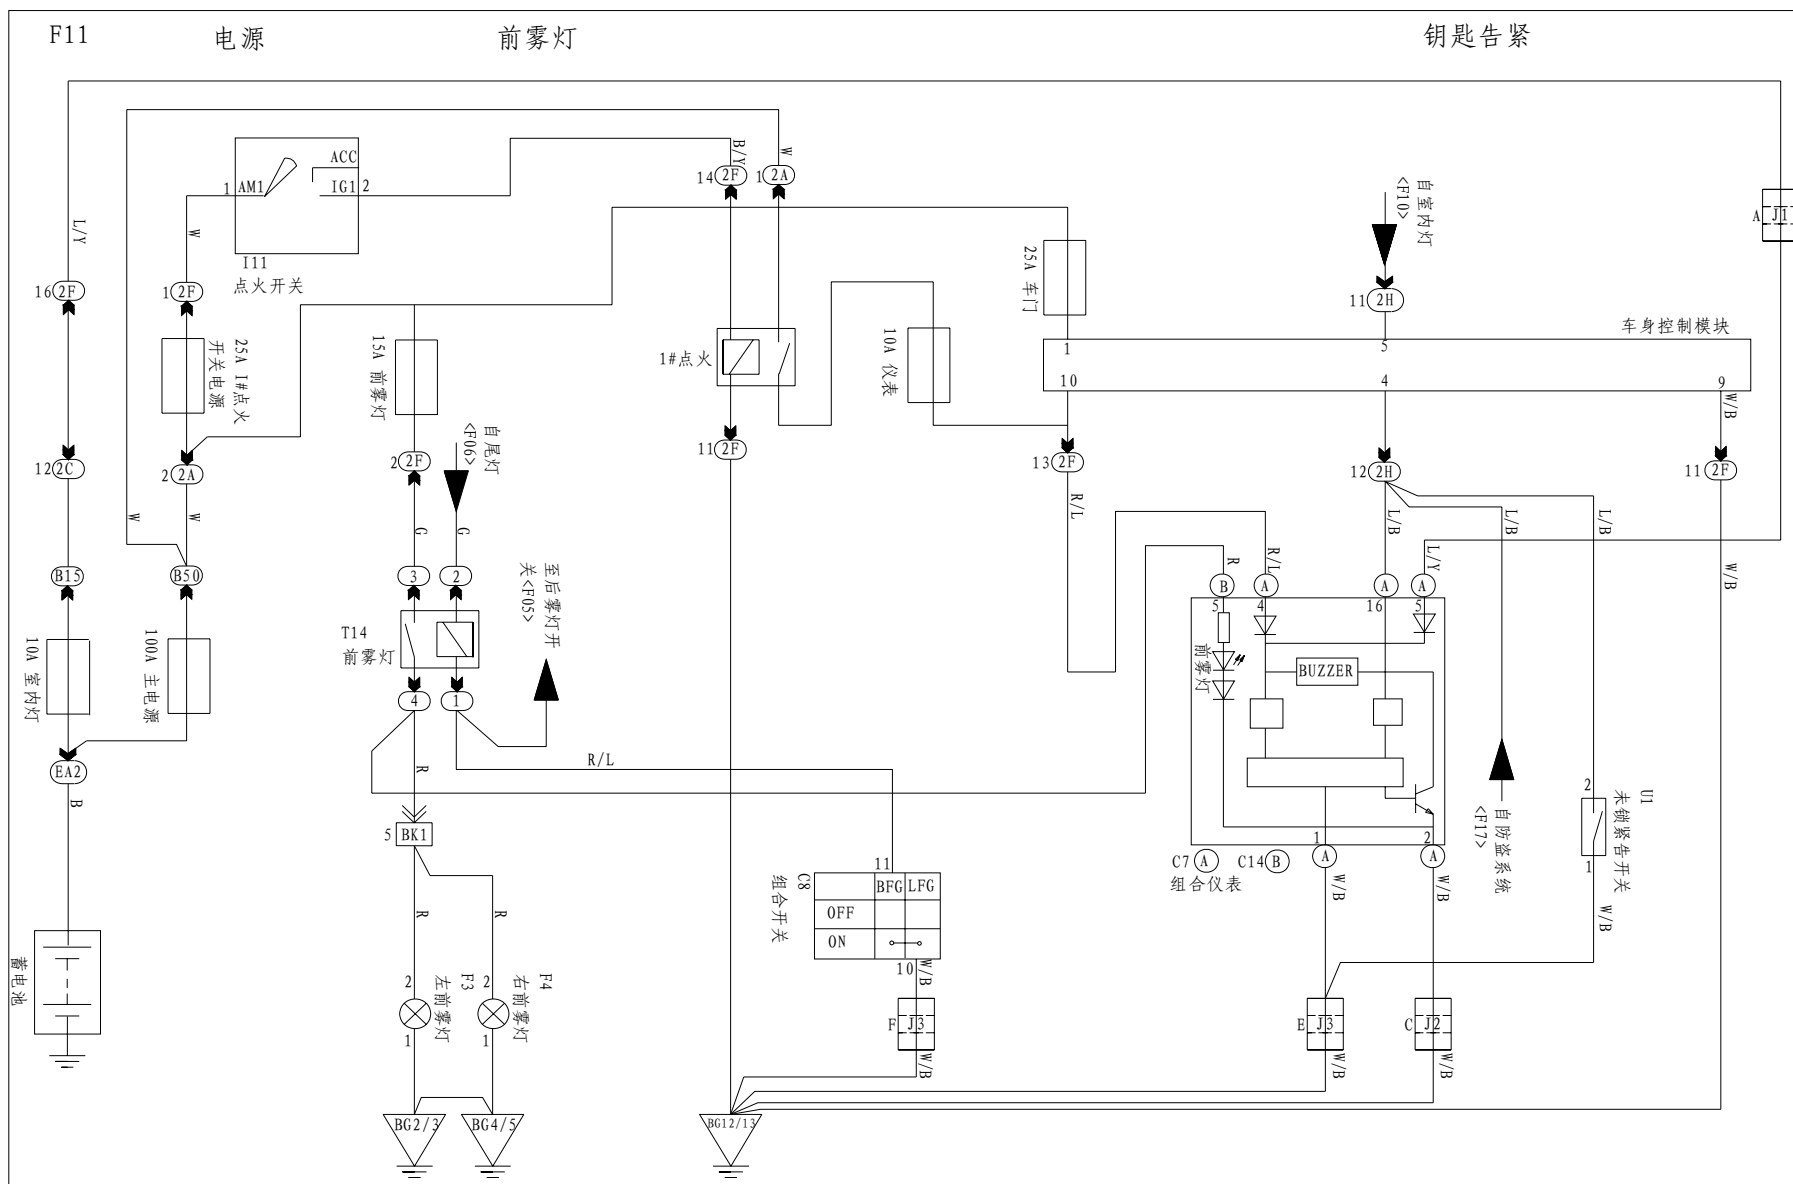 F11
电源
前雾灯
钥匙告紧
ACC
1
AM1
IG1
2
I11
点火开关
B/Y
W
14
2F
1
2A
自室内灯
<F10>
A
J1
L/Y
W
16
2F
1
2F
25A 车门
11
2H
车身控制模块
25A I#点火
开关电源
15A 前雾灯
1#点火
10A 仪表
1
5
10
4
9
W/B
自尾灯
<F06>
12
2C
2
2A
2
2F
11
2F
13
2F
12
2H
11
2F
W
W
G
G
R/L
L/B
L/B
L/B
W/B
B15
B50
3
2
至后雾灯开
关<F05>
R
R/L
L/Y
B
A
A
A
5
4
16
5
10A 室内灯
100A 主电源
T14
前雾灯
前雾灯
BUZZER
4
1
EA2
B
R
R/L
自防盗系统
<F17>
2
U1
未锁紧告开关
1
5
BK1
1
2
C7
A
C14
B
组合仪表
A
A
11
C8
组合开关
BFG
LFG
OFF
ON
10
W/B
W/B
W/B
W/B
R
R
蓄电池
2
F3
左前雾灯
1
2
F4
右前雾灯
1
F
J3
E
J3
C
J2
W/B
W/B
W/B
BG2/3
BG4/5
BG12/13